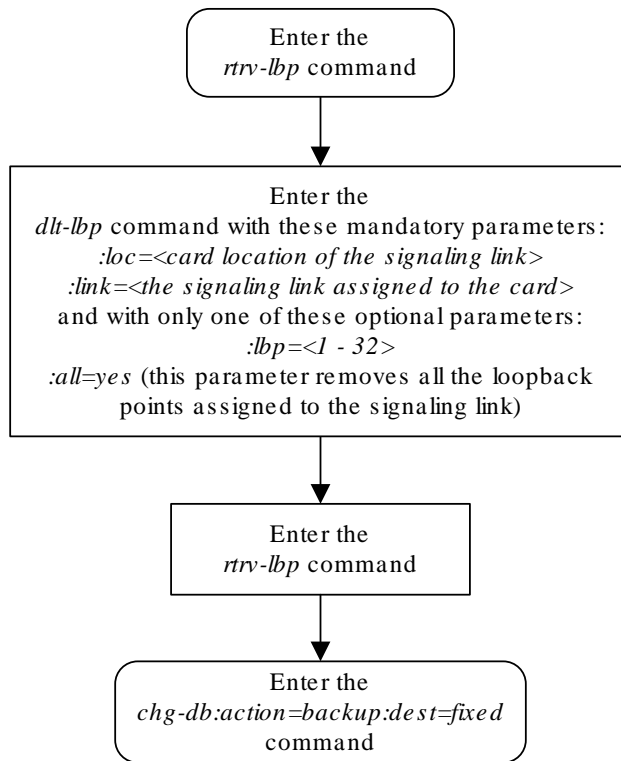 Enter the
rtrv-lbp command
Enter the
dlt-lbp command with these mandatory parameters:
:loc=<card location of the signaling link>
:link=<the signaling link assigned to the card>
and with only one of these optional parameters:
:lbp=<1 - 32>
:all=yes (this parameter removes all the loopback
points assigned to the signaling link)
Enter the
rtrv-lbp command
Enter the
chg-db:action=backup:dest=fixed
command